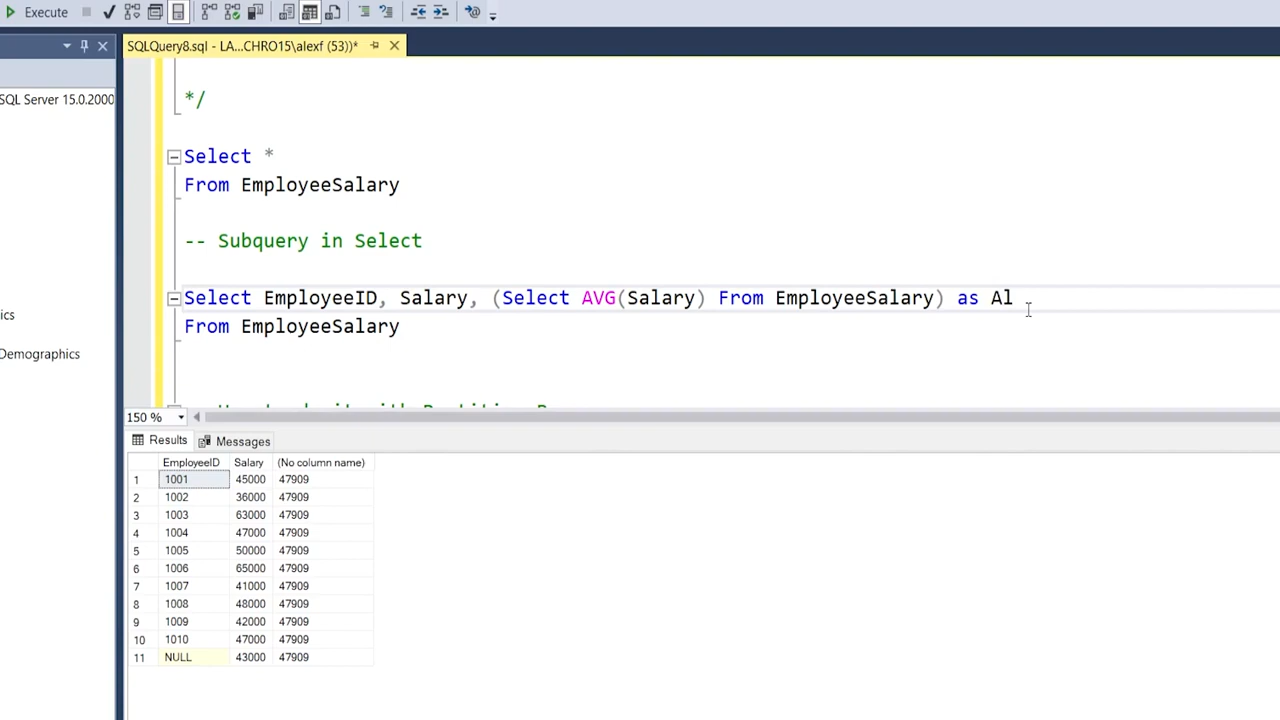 Execute
SQLQuery8.sql - LA...CHRO15\alexf (53))*
SQL Server 15.0.2000
ics
Demographics
*/
Select *
From EmployeeSalary
-- Subquery in Select
Select EmployeeID, Salary, (Select AVG(Salary) From EmployeeSalary) as Al
From EmployeeSalary
150 %
Results Messages
EmployeeID Salary (No column name)
1 1001 45000 47909
2 1002 36000 47909
3 1003 63000 47909
4 1004 47000 47909
5 1005 50000 47909
6 1006 65000 47909
7 1007 41000 47909
8 1008 48000 47909
9 1009 42000 47909
10 1010 47000 47909
11 NULL 43000 47909